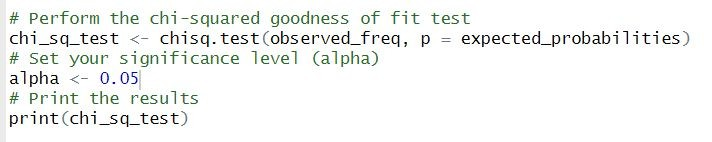 # Perform the chi-squared goodness of fit test
chi_sq_test <- chisq.test(observed_freq, p = expected_probabilities)
# Set your significance level (alpha)
alpha <- 0.05
# Print the results
print(chi_sq_test)